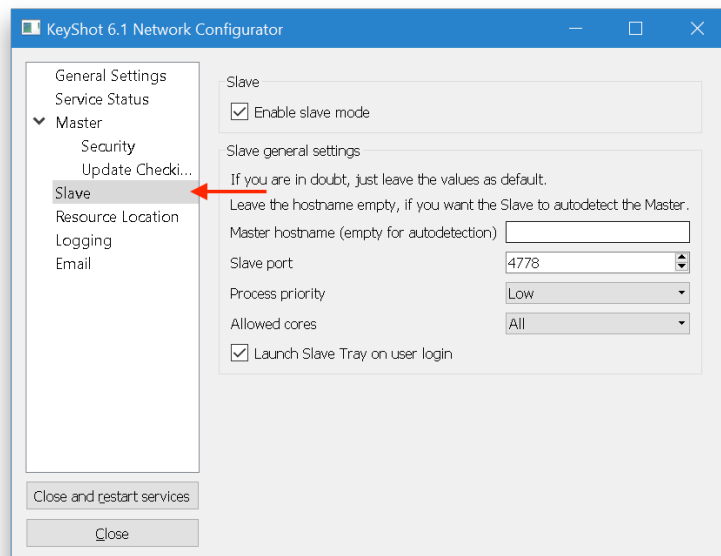 KeyShot 6.1 Network Configurator
General Settings
Service Status
Master
Security
Update Checki...
Slave
Resource Location
Logging
Email
Close and restart services
Close
Slave
Enable slave mode
Slave general settings
If you are in doubt, just leave the values as default.
Leave the hostname empty, if you want the Slave to autodetect the Master.
Master hostname (empty for autodetection)
Slave port 4778
Process priority Low
Allowed cores All
Launch Slave Tray on user login